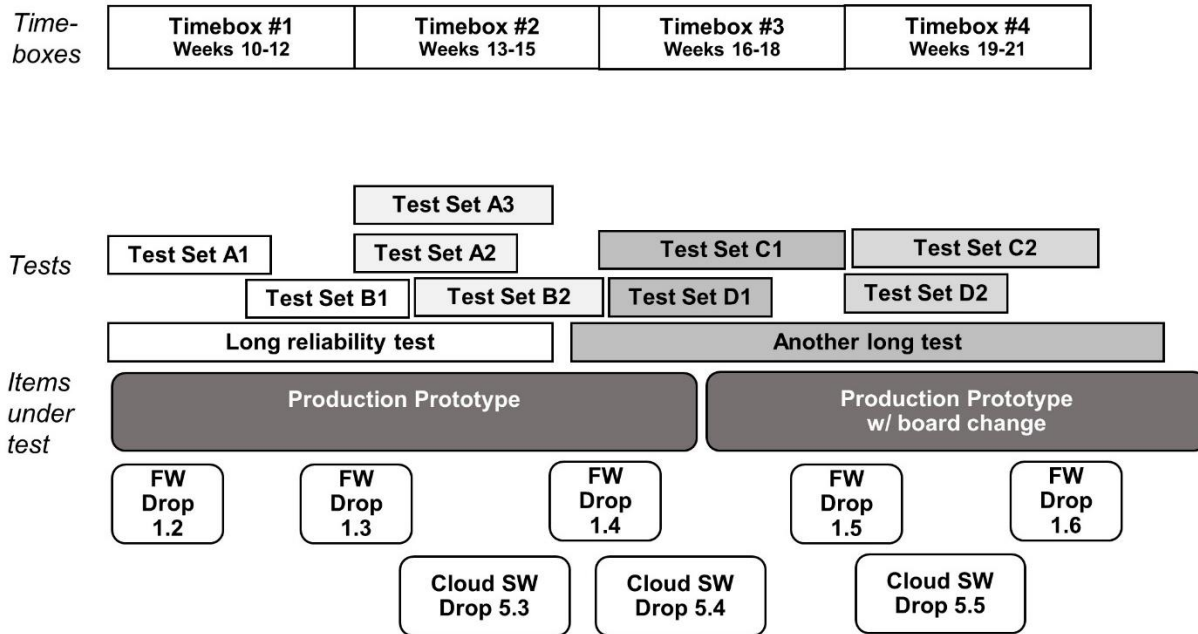 Time-
boxes
Timebox #1
Weeks 10-12
Timebox #2
Weeks 13-15
Timebox #3
Weeks 16-18
Timebox #4
Weeks 19-21
Tests
Test Set A3
Test Set A1
Test Set A2
Test Set C1
Test Set C2
Test Set B1
Test Set B2
Test Set D1
Test Set D2
Long reliability test
Another long test
Items
under
test
Production Prototype
Production Prototype
w/ board change
FW
Drop
1.2
FW
Drop
1.3
FW
Drop
1.4
FW
Drop
1.5
FW
Drop
1.6
Cloud SW
Drop 5.3
Cloud SW
Drop 5.4
Cloud SW
Drop 5.5